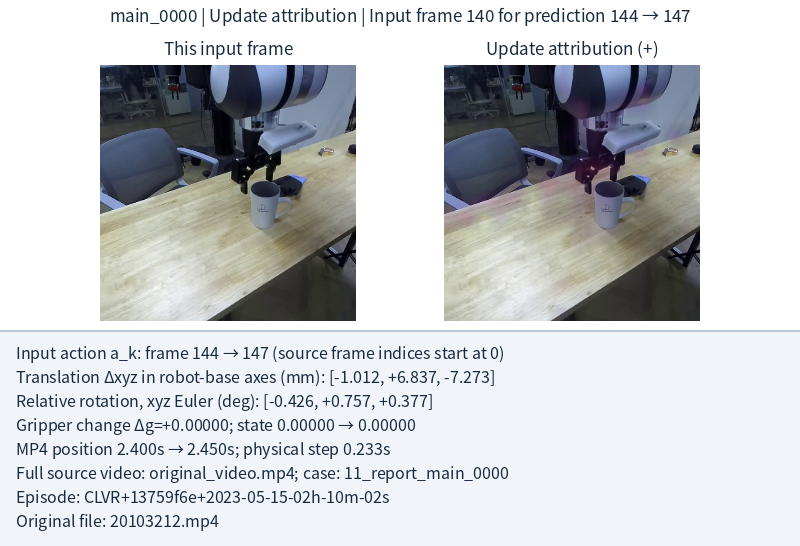 main_0000 | Update attribution | Input frame 140 for prediction 144 → 147
This input frame
Update attribution (+)
Input action a_k: frame 144 → 147 (source frame indices start at 0)
Translation Δxyz in robot-base axes (mm): [-1.012, +6.837, -7.273]
Relative rotation, xyz Euler (deg): [-0.426, +0.757, +0.377]
Gripper change Δg=+0.00000; state 0.00000 → 0.00000
MP4 position 2.400s → 2.450s; physical step 0.233s
Full source video: original_video.mp4; case: 11_report_main_0000
Episode: CLVR+13759f6e+2023-05-15-02h-10m-02s
Original file: 20103212.mp4